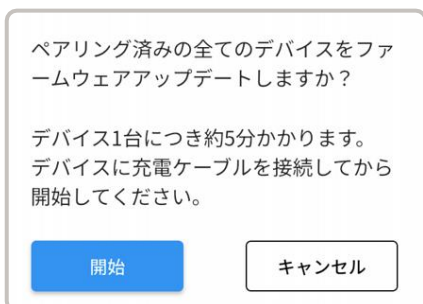 ペアリング済みの全てのデバイスをファ
ームウェアアップデートしますか？
デバイス1台につき約5分かかります。
デバイスに充電ケーブルを接続してから
開始してください。
開始
キャンセル